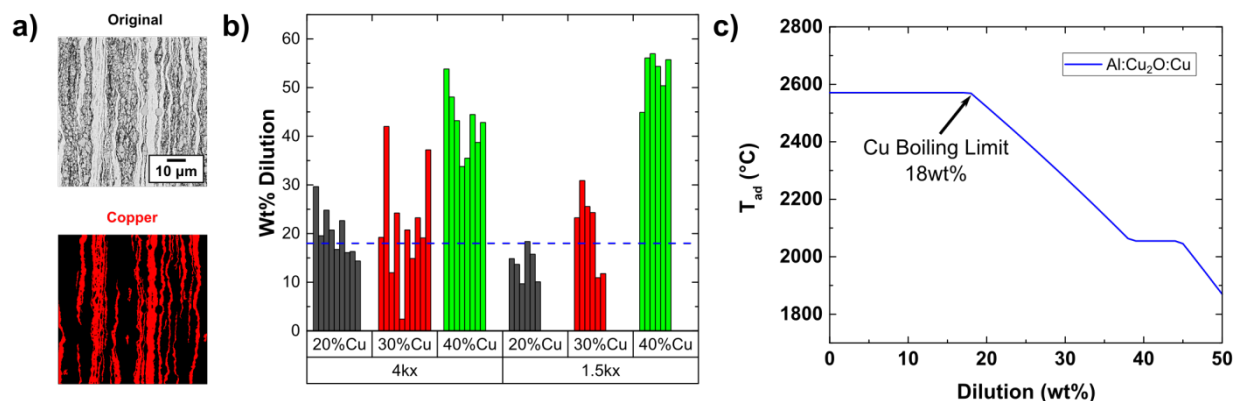 a)
Original
10 μm
Copper
b)
Wt% Dilution
60
50
40
30
20
10
0
20%Cu 30%Cu 40%Cu 20%Cu 30%Cu 40%Cu
4kx 1.5kx
c)
T_ad (°C)
2800
2600
2400
2200
2000
1800
Al:Cu₂O:Cu
Cu Boiling Limit
18wt%
0 10 20 30 40 50
Dilution (wt%)